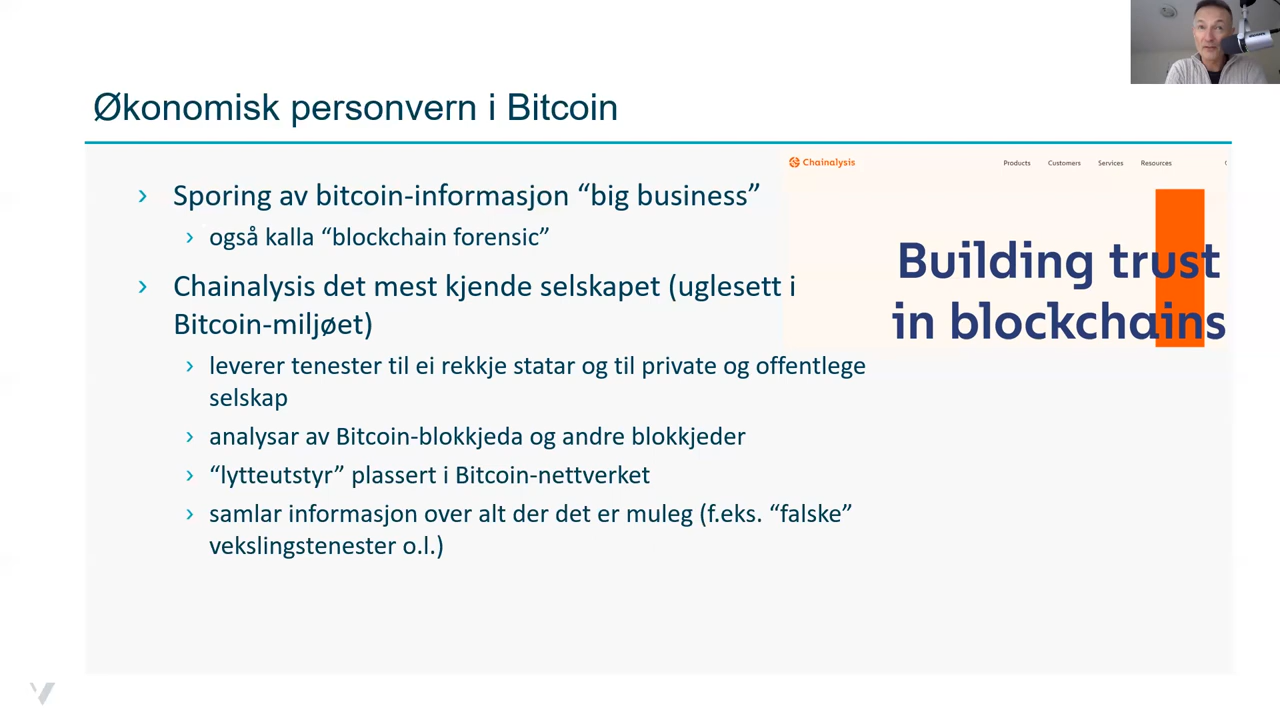 Økonomisk personvern i Bitcoin
Sporing av bitcoin-informasjon “big business”
også kalla “blockchain forensic”
Chainalysis det mest kjende selskapet (uglesett i
Bitcoin-miljøet)
leverer tenester til ei rekkje statar og til private og offentlege
selskap
analysar av Bitcoin-blokkjeda og andre blokkjeder
“lytteutstyr” plassert i Bitcoin-nettverket
samlar informasjon over alt der det er muleg (f.eks. “falske”
vekslingstenester o.l.)
Chainalysis
Products Customers Services Resources
Building trust
in blockchains